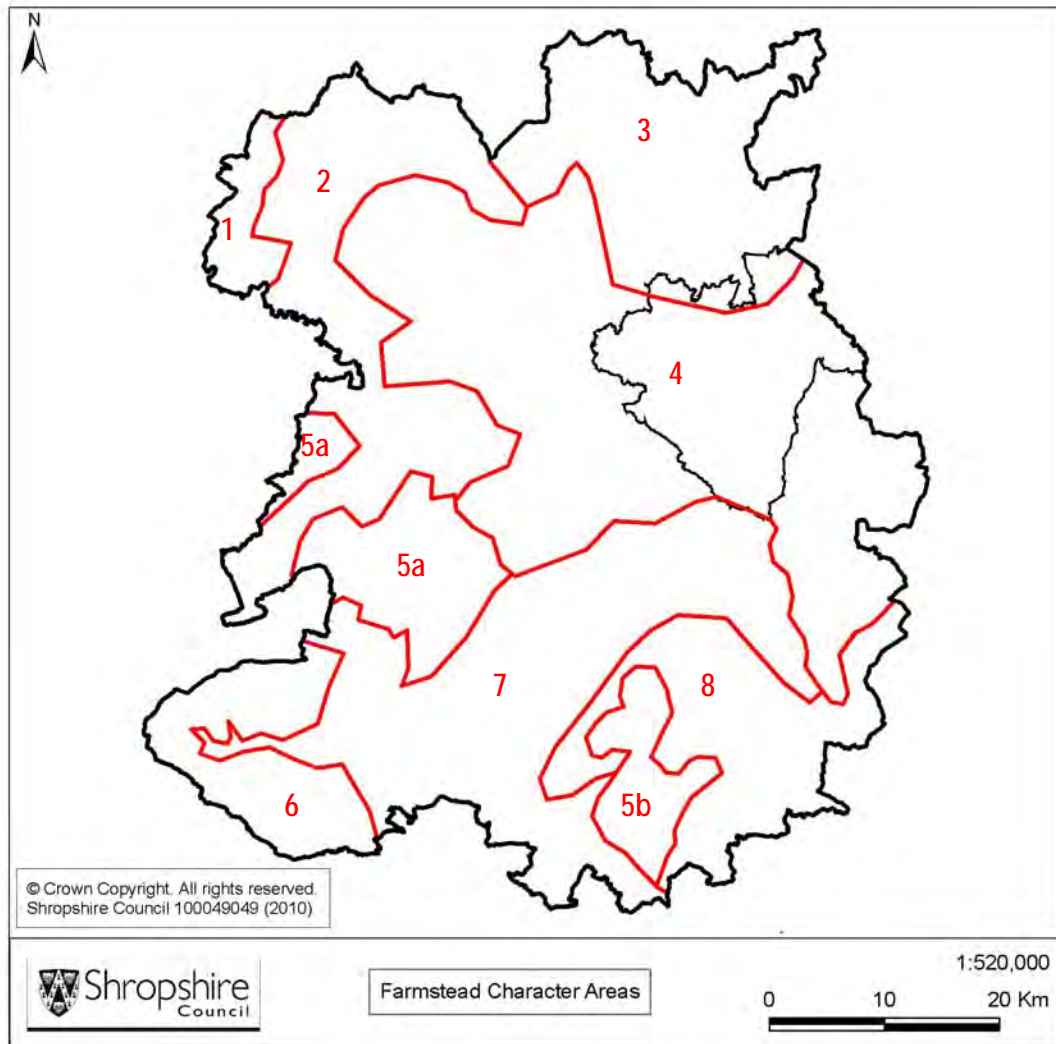 N
3
2
1
4
5a
5a
7
8
6
5b
© Crown Copyright. All rights reserved.
Shropshire Council 100049049 (2010)
Shropshire
Council
Farmstead Character Areas
1:520,000
0 10 20 Km